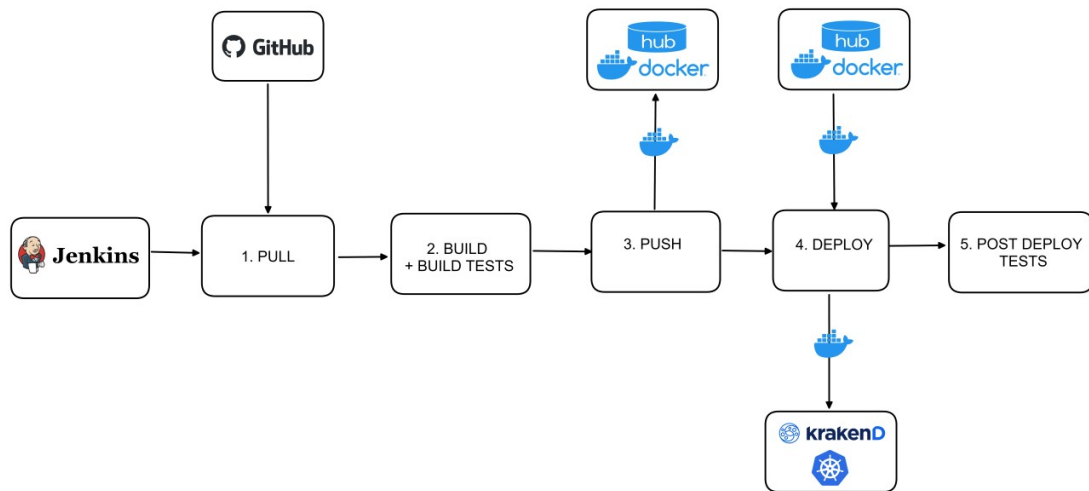 GitHub
hub
docker
hub
docker
Jenkins
1. PULL
2. BUILD
+ BUILD TESTS
3. PUSH
4. DEPLOY
5. POST DEPLOY
TESTS
krakenD